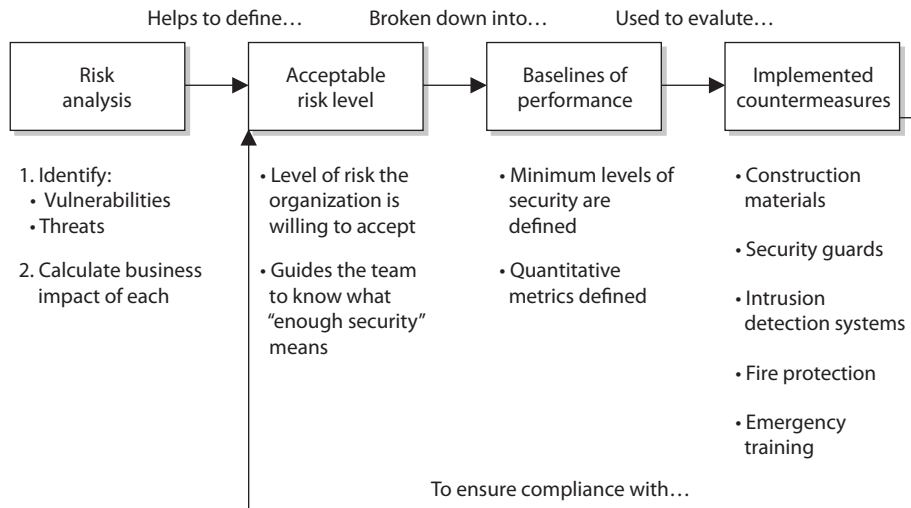 Helps to define…
Broken down into…
Used to evaluate…
Risk
analysis
Acceptable
risk level
Baselines of
performance
Implemented
countermeasures
1. Identify:
• Vulnerabilities
• Threats
2. Calculate business
impact of each
• Level of risk the
organization is
willing to accept
• Guides the team
to know what
“enough security”
means
• Minimum levels of
security are
defined
• Quantitative
metrics defined
• Construction
materials
• Security guards
• Intrusion
detection systems
• Fire protection
• Emergency
training
To ensure compliance with…